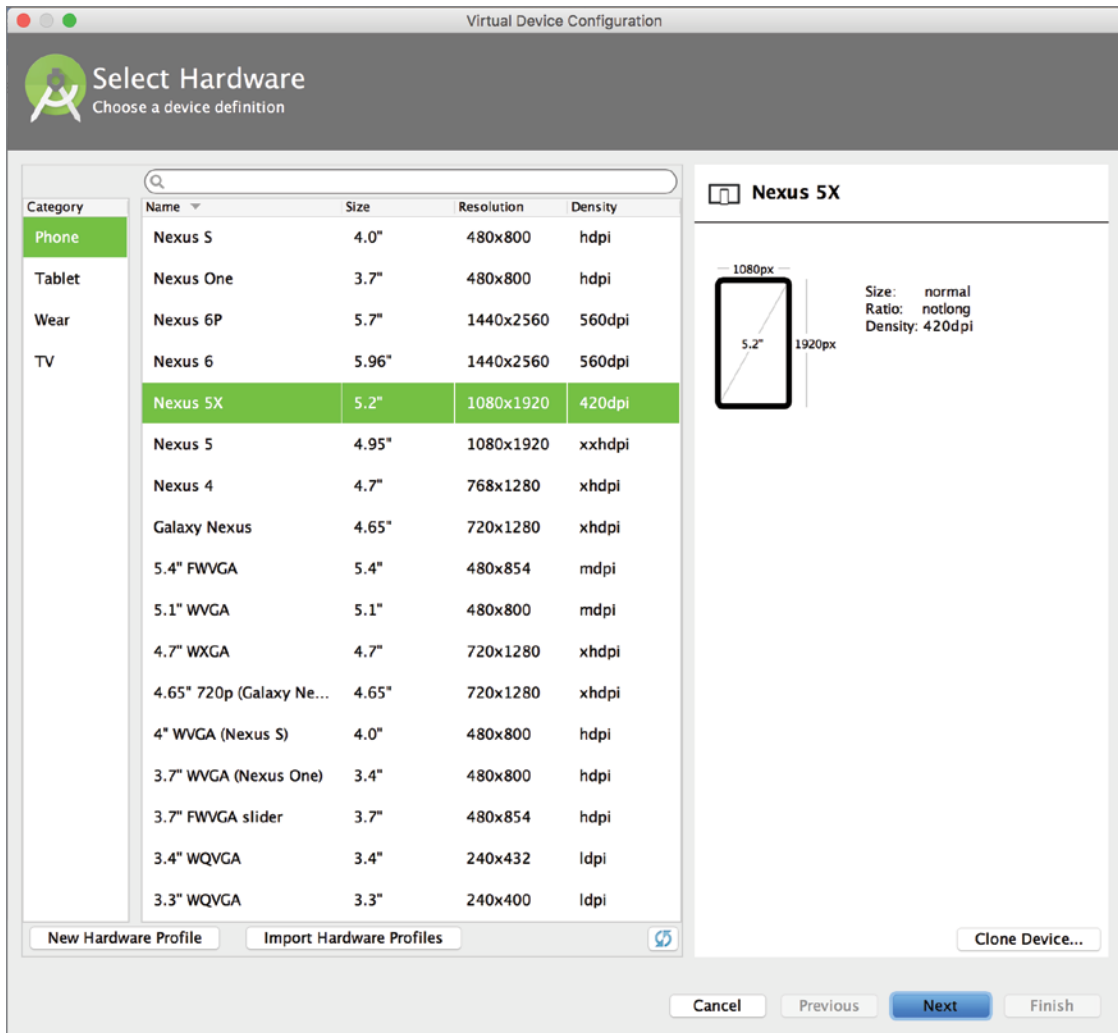 Virtual Device Configuration
Select Hardware
Choose a device definition
Category
Phone
Tablet
Wear
TV
Name Size Resolution Density
Nexus S 4.0" 480x800 hdpi
Nexus One 3.7" 480x800 hdpi
Nexus 6P 5.7" 1440x2560 560dpi
Nexus 6 5.96" 1440x2560 560dpi
Nexus 5X 5.2" 1080x1920 420dpi
Nexus 5 4.95" 1080x1920 xxhdpi
Nexus 4 4.7" 768x1280 xhdpi
Galaxy Nexus 4.65" 720x1280 xhdpi
5.4" FWVGA 5.4" 480x854 mdpi
5.1" WVGA 5.1" 480x800 mdpi
4.7" WXGA 4.7" 720x1280 xhdpi
4.65" 720p (Galaxy Ne... 4.65" 720x1280 xhdpi
4" WVGA (Nexus S) 4.0" 480x800 hdpi
3.7" WVGA (Nexus One) 3.4" 480x800 hdpi
3.7" FWVGA slider 3.7" 480x854 hdpi
3.4" WQVGA 3.4" 240x432 ldpi
3.3" WQVGA 3.3" 240x400 ldpi
New Hardware Profile Import Hardware Profiles
Nexus 5X
1080px
5.2"
1920px
Size: normal
Ratio: notlong
Density: 420dpi
Clone Device...
Cancel Previous Next Finish